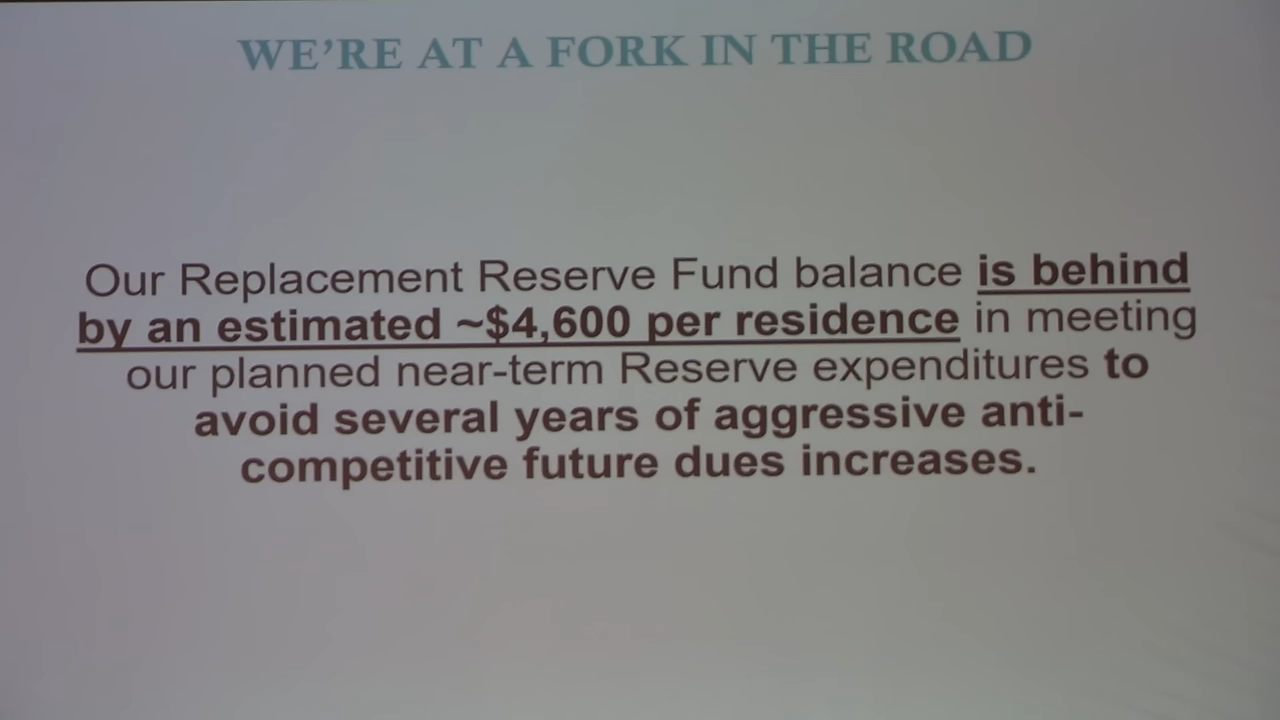 WE'RE AT A FORK IN THE ROAD
Our Replacement Reserve Fund balance is behind
by an estimated ~$4,600 per residence in meeting
our planned near-term Reserve expenditures to
avoid several years of aggressive anti-
competitive future dues increases.